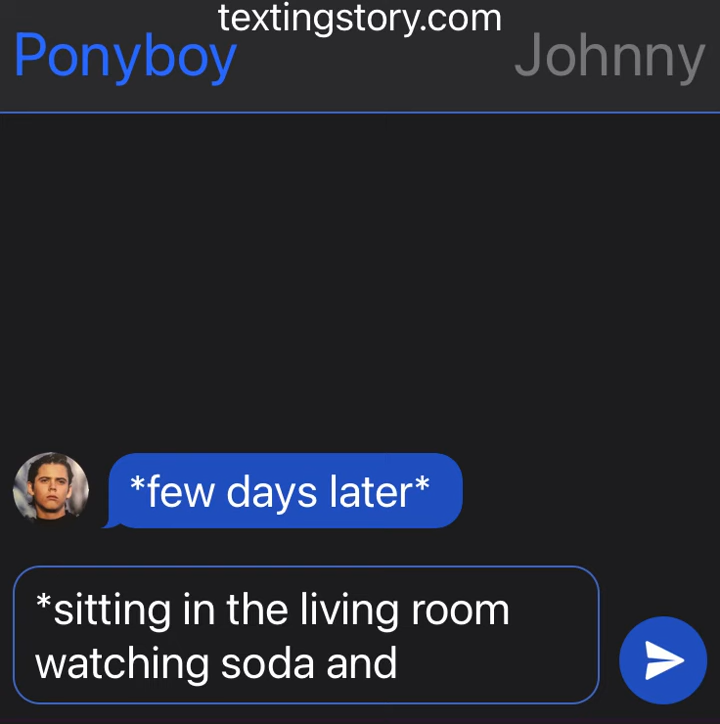 textingstory.com
Ponyboy Johnny
*few days later*
*sitting in the living room
watching soda and